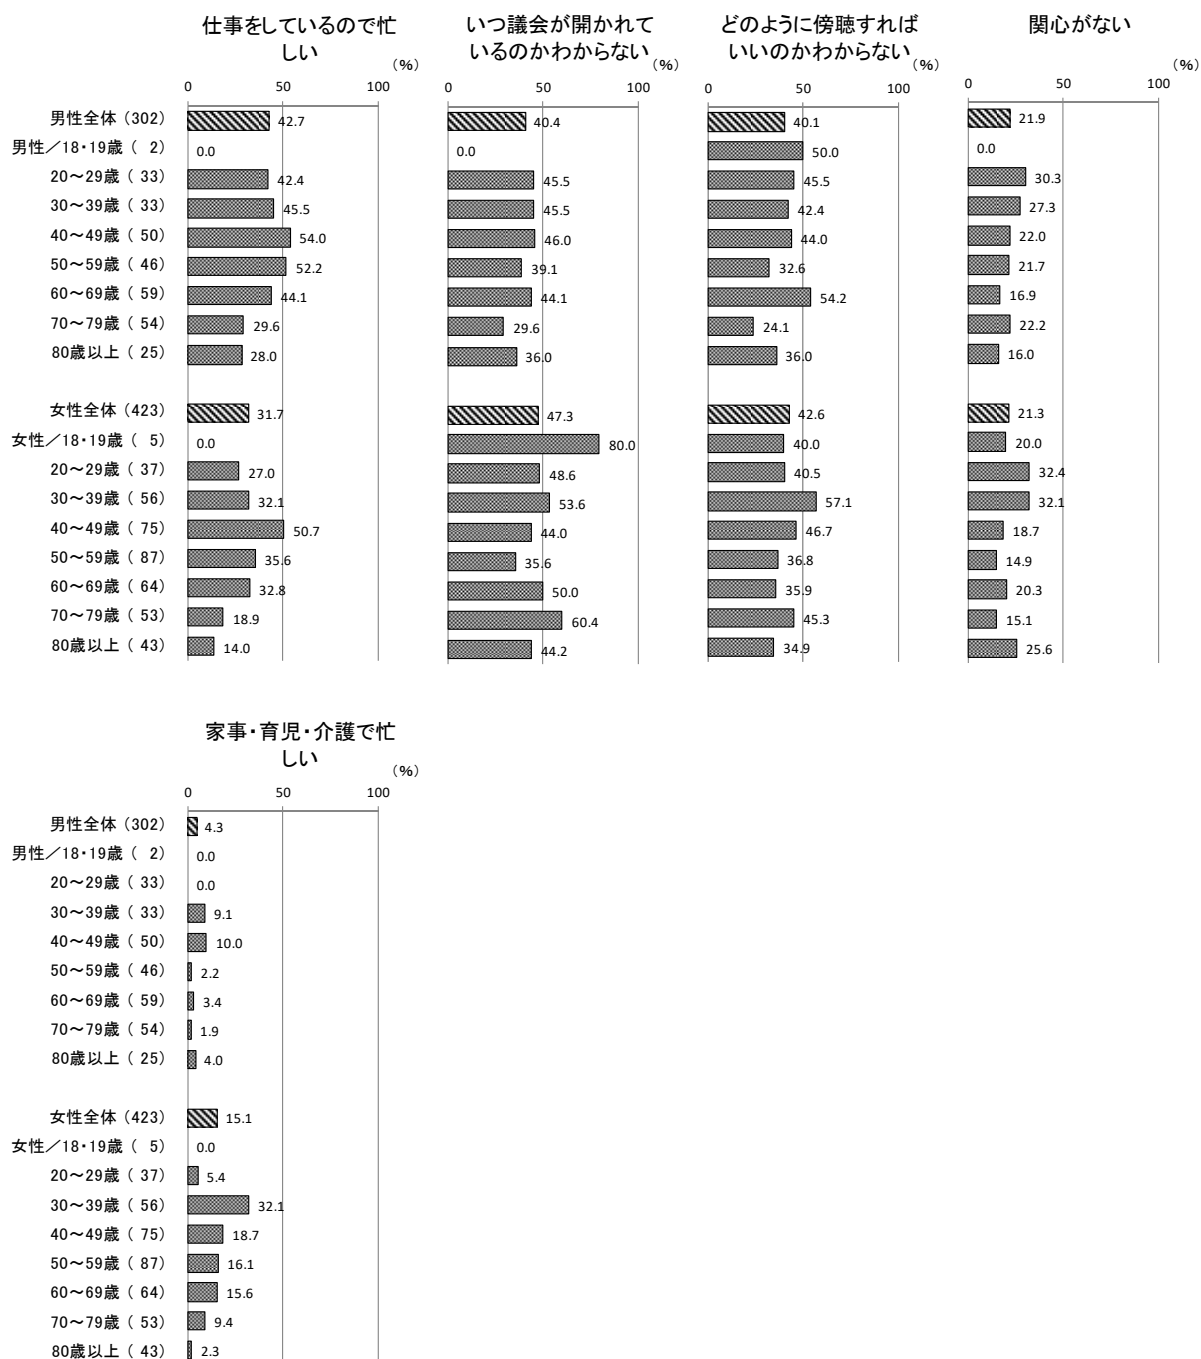 仕事をしているので忙
しい
(%)
0 50 100
いつ議会が開かれて
いるのかわからない
(%)
0 50 100
どのように傍聴すれば
いいのかわからない
(%)
0 50 100
関心がない
(%)
0 50 100
男性全体(302) 42.7 40.4 40.1 21.9
男性／18・19歳( 2) 0.0 0.0 50.0 0.0
20～29歳( 33) 42.4 45.5 45.5 30.3
30～39歳( 33) 45.5 45.5 42.4 27.3
40～49歳( 50) 54.0 46.0 44.0 22.0
50～59歳( 46) 52.2 39.1 32.6 21.7
60～69歳( 59) 44.1 44.1 54.2 16.9
70～79歳( 54) 29.6 29.6 24.1 22.2
80歳以上( 25) 28.0 36.0 36.0 16.0
女性全体(423) 31.7 47.3 42.6 21.3
女性／18・19歳( 5) 0.0 80.0 40.0 20.0
20～29歳( 37) 27.0 48.6 40.5 32.4
30～39歳( 56) 32.1 53.6 57.1 32.1
40～49歳( 75) 50.7 44.0 46.7 18.7
50～59歳( 87) 35.6 35.6 36.8 14.9
60～69歳( 64) 32.8 50.0 35.9 20.3
70～79歳( 53) 18.9 60.4 45.3 15.1
80歳以上( 43) 14.0 44.2 34.9 25.6
家事・育児・介護で忙
しい
(%)
0 50 100
男性全体(302) 4.3
男性／18・19歳( 2) 0.0
20～29歳( 33) 0.0
30～39歳( 33) 9.1
40～49歳( 50) 10.0
50～59歳( 46) 2.2
60～69歳( 59) 3.4
70～79歳( 54) 1.9
80歳以上( 25) 4.0
女性全体(423) 15.1
女性／18・19歳( 5) 0.0
20～29歳( 37) 5.4
30～39歳( 56) 32.1
40～49歳( 75) 18.7
50～59歳( 87) 16.1
60～69歳( 64) 15.6
70～79歳( 53) 9.4
80歳以上( 43) 2.3